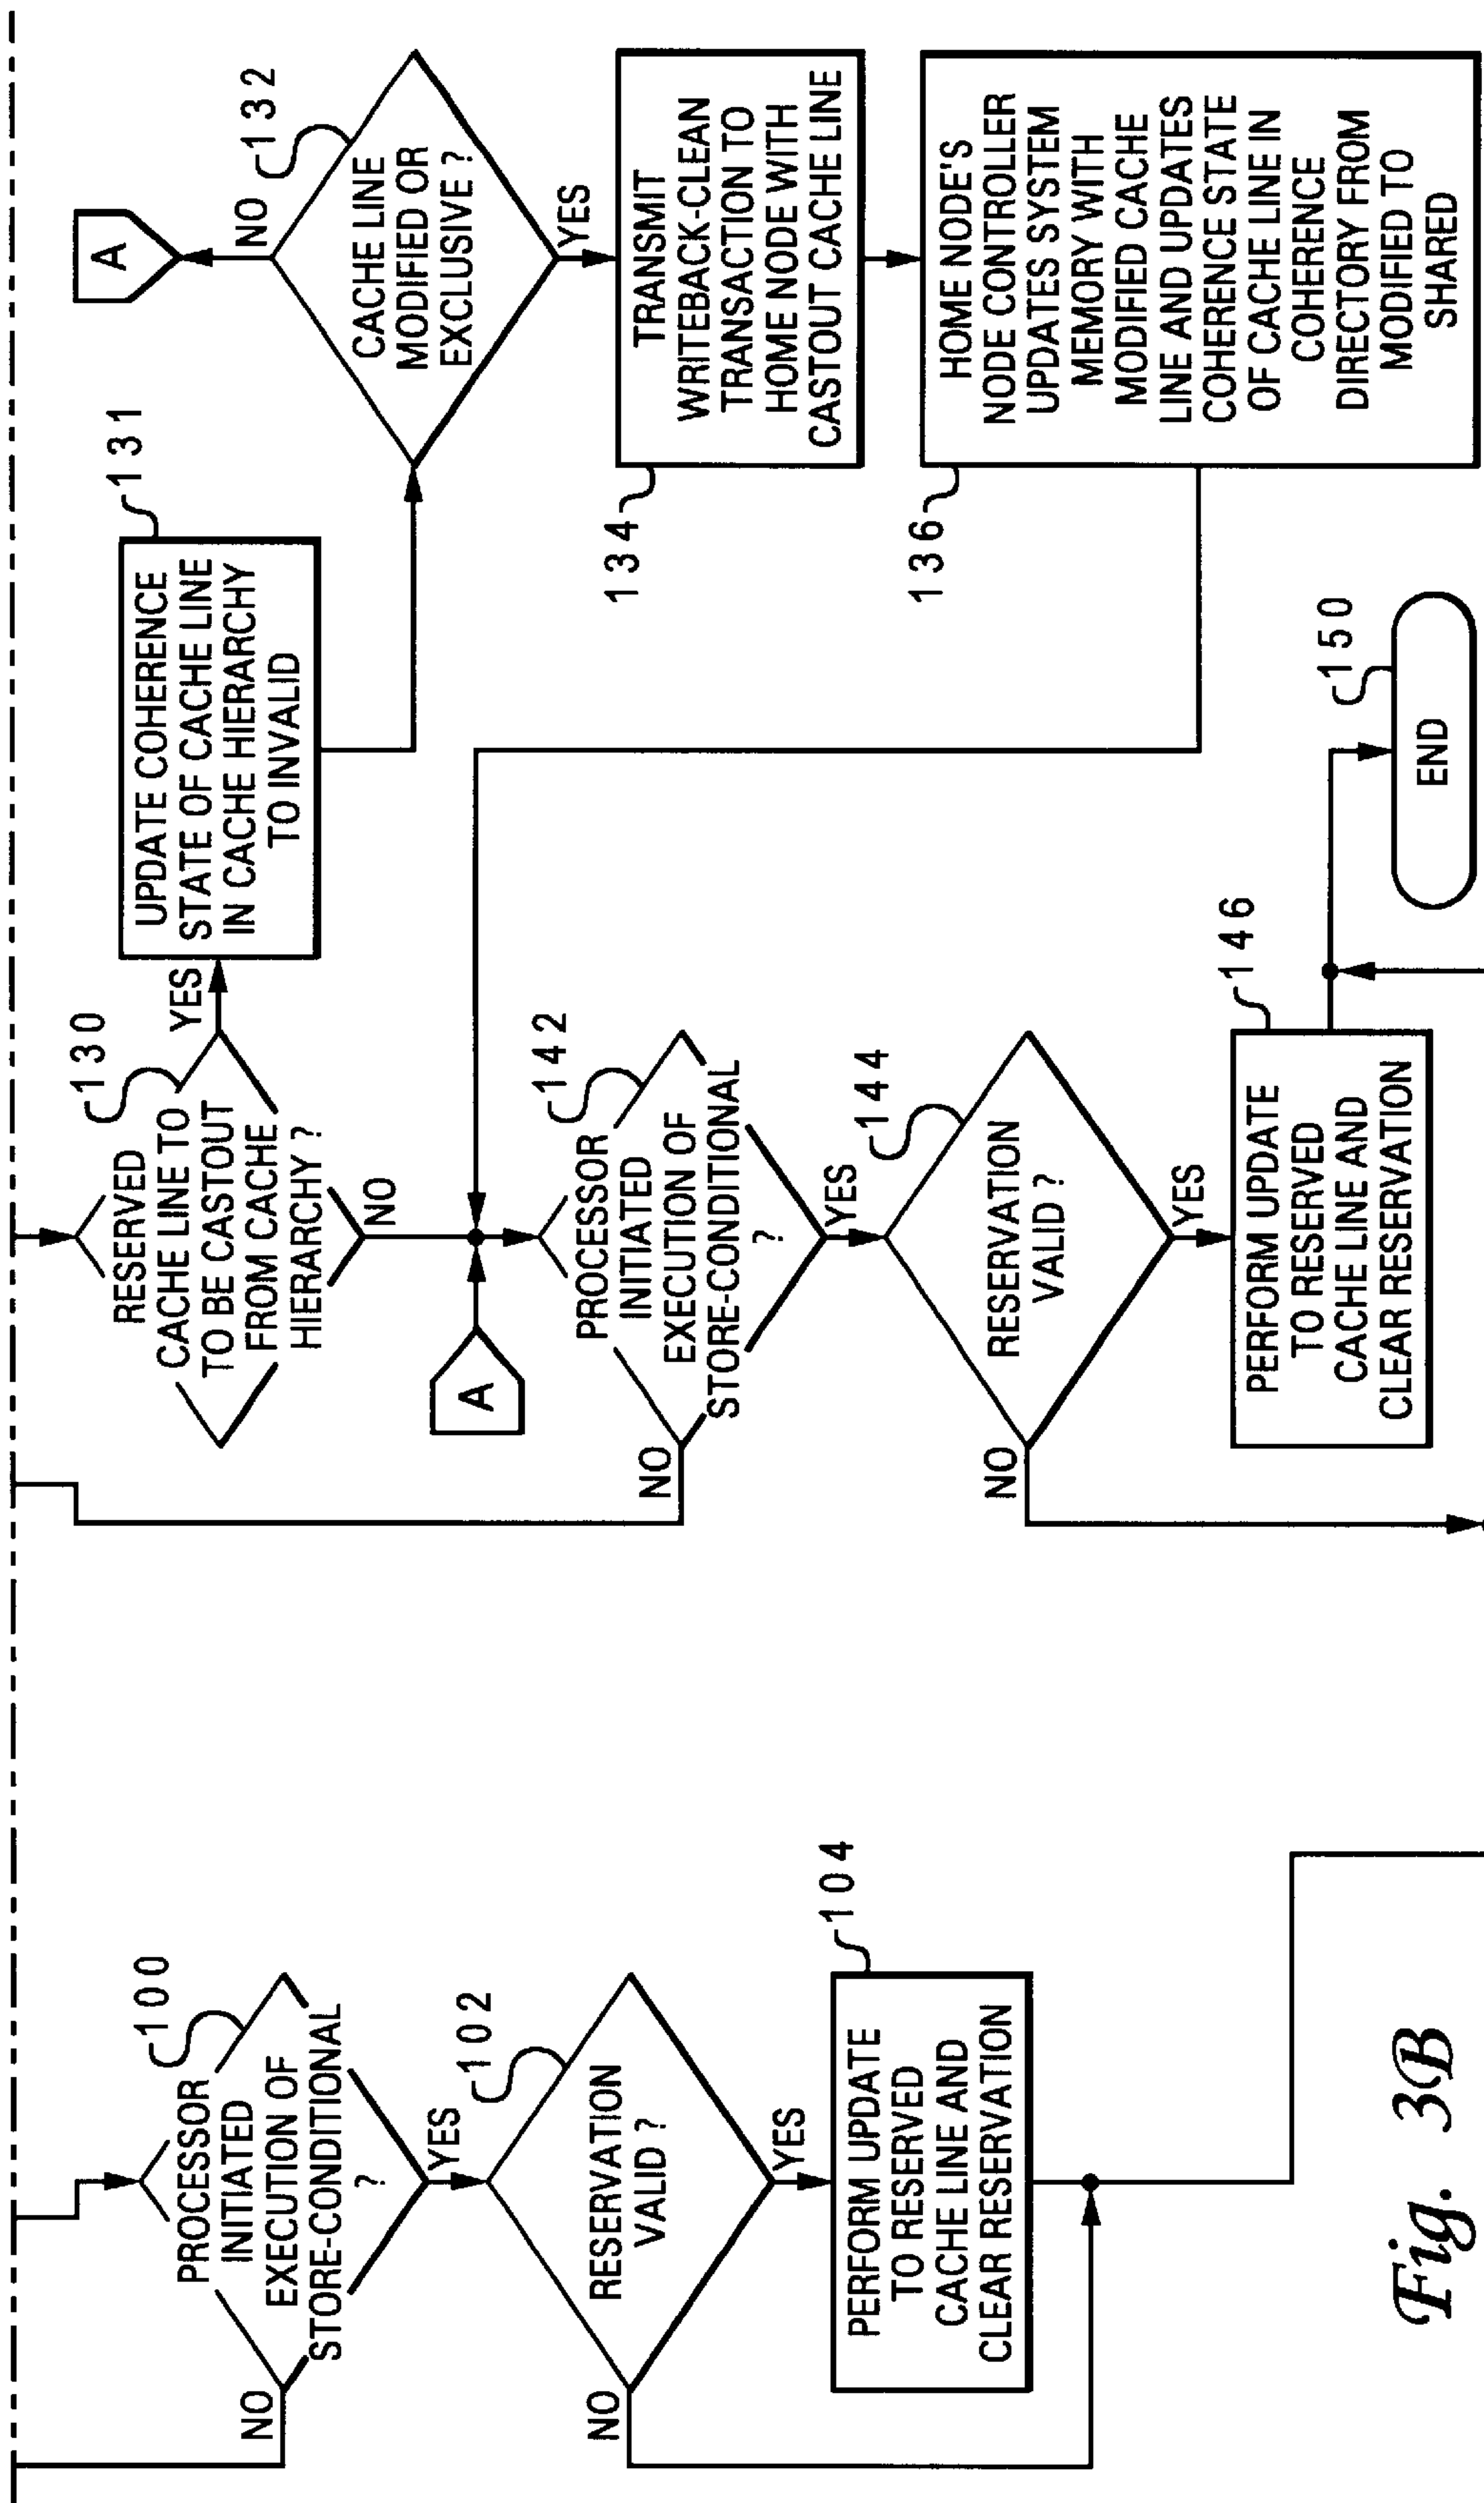 100
PROCESSOR
INITIATED
EXECUTION OF
STORE-CONDITIONAL
?
NO
YES
102
RESERVATION
VALID ?
NO
YES
104
PERFORM UPDATE
TO RESERVED
CACHE LINE AND
CLEAR RESERVATION
130
RESERVED
CACHE LINE TO
TO BE CASTOUT
FROM CACHE
HIERARCHY ?
YES
NO
131
UPDATE COHERENCE
STATE OF CACHE LINE
IN CACHE HIERARCHY
TO INVALID
A
NO
132
CACHE LINE
MODIFIED OR
EXCLUSIVE ?
YES
134
TRANSMIT
WRITEBACK-CLEAN
TRANSACTION TO
HOME NODE WITH
CASTOUT CACHE LINE
136
HOME NODE'S
NODE CONTROLLER
UPDATES SYSTEM
MEMORY WITH
MODIFIED CACHE
LINE AND UPDATES
COHERENCE STATE
OF CACHE LINE IN
COHERENCE
DIRECTORY FROM
MODIFIED TO
SHARED
A
142
PROCESSOR
INITIATED
EXECUTION OF
STORE-CONDITIONAL
?
NO
YES
144
RESERVATION
VALID ?
NO
YES
146
PERFORM UPDATE
TO RESERVED
CACHE LINE AND
CLEAR RESERVATION
150
END
Fig. 3B